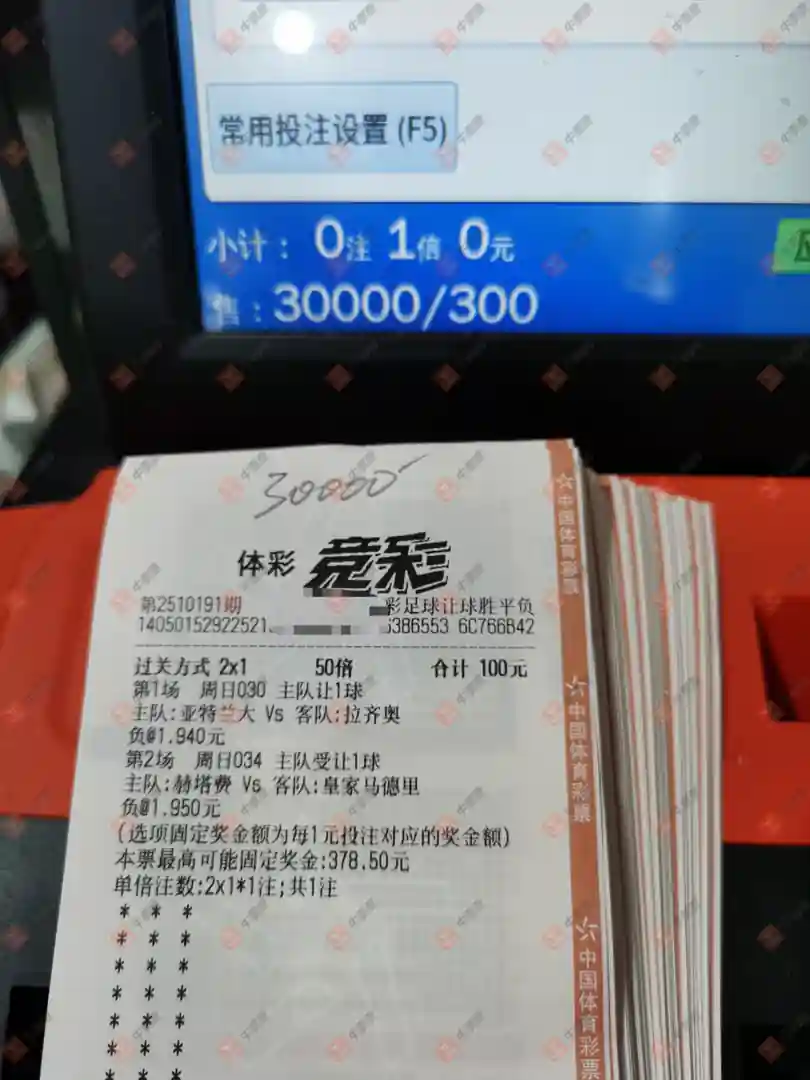 常用投注设置 (F5)
小计： 0注 1倍 0元
售：30000/300
30000
体彩 竞彩
第2510191期 彩足球让球胜平负
14050152922521 6386553 6C766B42
过关方式 2x1 50倍 合计 100元
第1场 周日030 主队让1球
主队:亚特兰大 Vs 客队:拉齐奥
负@1.940元
第2场 周日034 主队受让1球
主队:赫塔费 Vs 客队:皇家马德里
负@1.950元
(选项固定奖金额为每1元投注对应的奖金额)
本票最高可能固定奖金:378.50元
单倍注数:2x1*1注;共1注
* * *
* * *
* * *
* * *
* * *
* * *
* * *
中国体育彩票
中国体育彩票
中国体育彩票